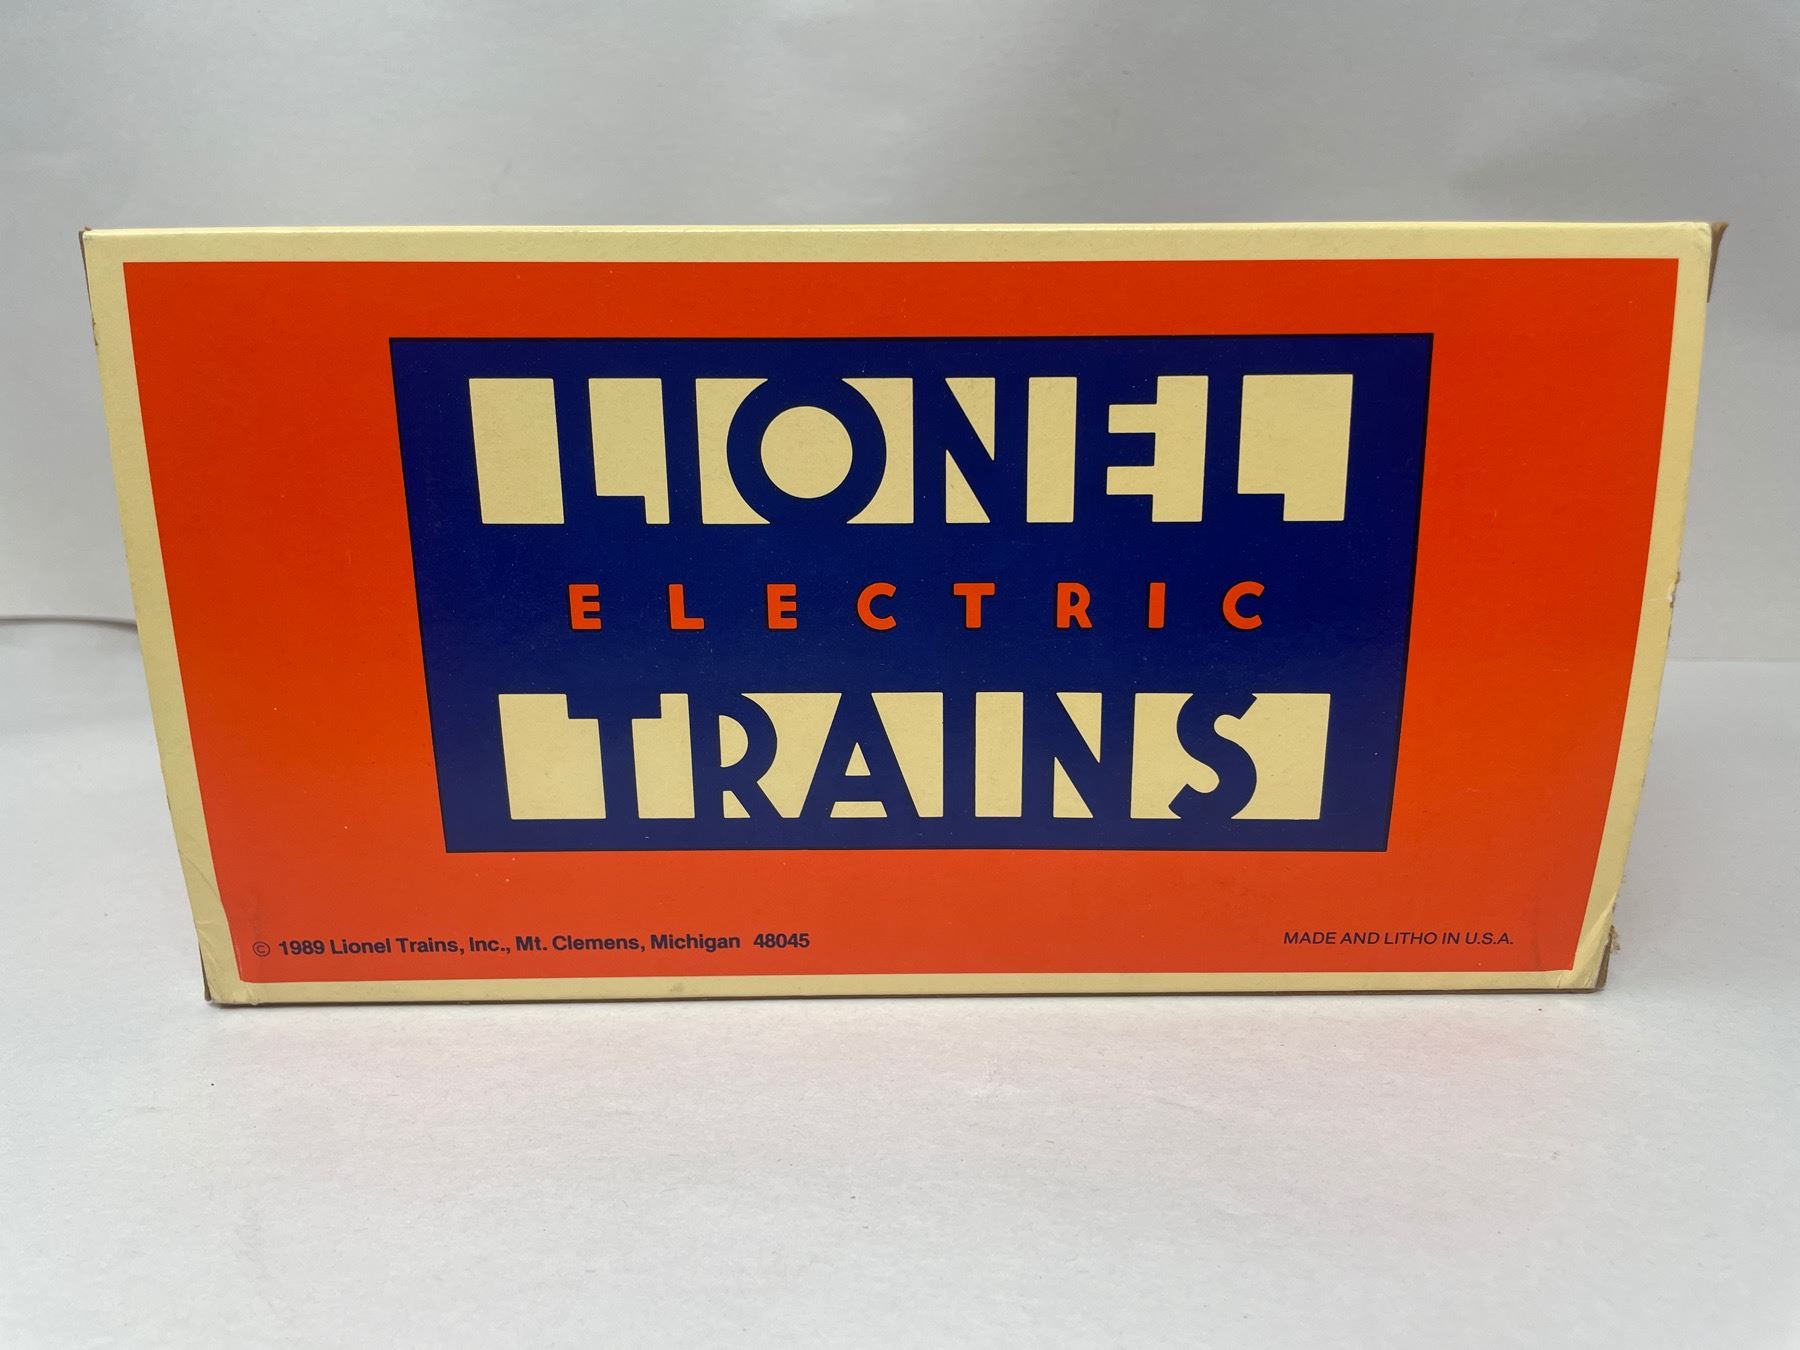 LIONEL
ELECTRIC
TRAINS
© 1989 Lionel Trains, Inc., Mt. Clemens, Michigan 48045
MADE AND LITHO IN U.S.A.